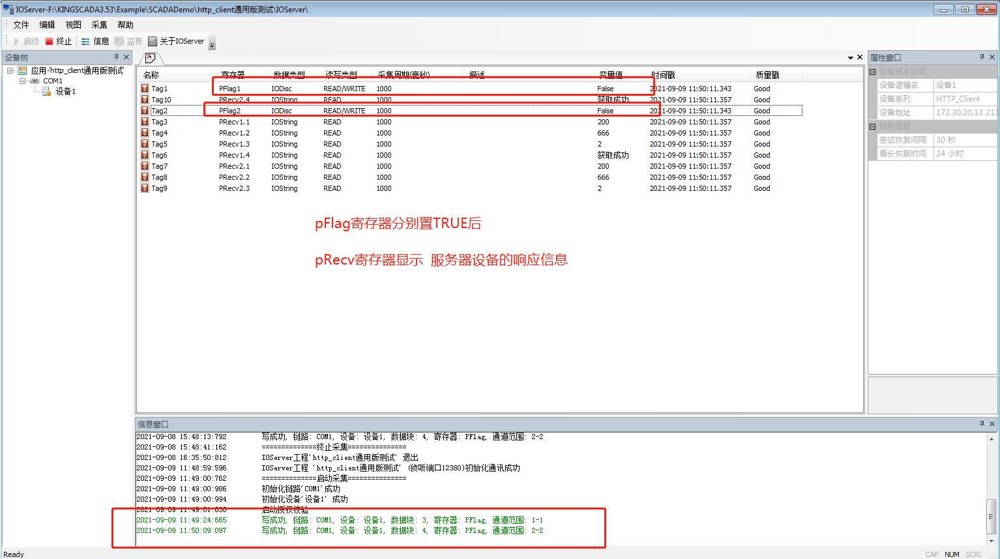 IOServer-F:\KINGSCADA3.53\Example\SCADADemo\http_client通用版测试\IOServer\
文件 编辑 视图 采集 帮助
启动 终止 信息 监视 关于IOServer
设备树
应用-'http_client通用版测试'
COM1
设备1
名称 寄存器 数据类型 读写类型 采集周期(毫秒) 描述 变量值 时间戳 质量戳
Tag1 PFlag1 IODisc READ/WRITE 1000 False 2021-09-09 11:50:11.343 Good
Tag10 PRecv2.4 IOString READ 1000 获取成功 2021-09-09 11:50:11.357 Good
Tag2 PFlag2 IODisc READ/WRITE 1000 False 2021-09-09 11:50:11.343 Good
Tag3 PRecv1.1 IOString READ 1000 200 2021-09-09 11:50:11.357 Good
Tag4 PRecv1.2 IOString READ 1000 666 2021-09-09 11:50:11.357 Good
Tag5 PRecv1.3 IOString READ 1000 2 2021-09-09 11:50:11.357 Good
Tag6 PRecv1.4 IOString READ 1000 获取成功 2021-09-09 11:50:11.357 Good
Tag7 PRecv2.1 IOString READ 1000 200 2021-09-09 11:50:11.357 Good
Tag8 PRecv2.2 IOString READ 1000 666 2021-09-09 11:50:11.357 Good
Tag9 PRecv2.3 IOString READ 1000 2 2021-09-09 11:50:11.357 Good
pFlag寄存器分别置TRUE后
pRecv寄存器显示 服务器设备的响应信息
属性窗口
设备基本设置
设备逻辑名 设备1
设备系列 HTTP_Client
设备地址 172.30.20.13 211
恢复设置
尝试恢复间隔 30 秒
最长恢复时间 24 小时
信息窗口
2021-09-08 15:48:13:792 写成功, 链路: COM1, 设备: 设备1, 数据块: 4, 寄存器: PFlag, 通道范围: 2-2
2021-09-08 15:48:41:162 ==============终止采集===============
2021-09-08 16:35:50:812 IOServer工程'http_client通用版测试' 退出
2021-09-09 11:48:59:596 IOServer工程 'http_client通用版测试' (侦听端口12380)初始化通讯成功
2021-09-09 11:49:00:762 ==============启动采集===============
2021-09-09 11:49:00:986 初始化链路'COM1'成功
2021-09-09 11:49:00:994 初始化设备'设备1' 成功
2021-09-09 11:49:01:030 启动授权校验
2021-09-09 11:49:24:665 写成功, 链路: COM1, 设备: 设备1, 数据块: 3, 寄存器: PFlag, 通道范围: 1-1
2021-09-09 11:50:09:097 写成功, 链路: COM1, 设备: 设备1, 数据块: 4, 寄存器: PFlag, 通道范围: 2-2
Ready
CAP NUM SCRL